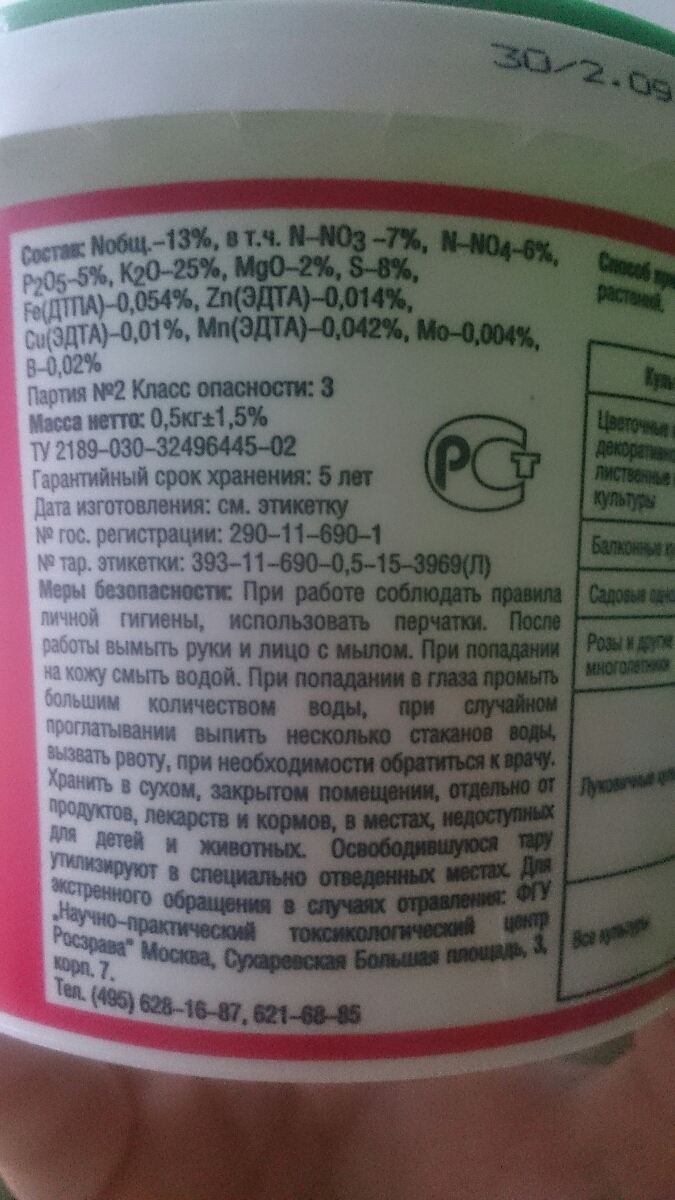 30/2.09
Состав: Nобщ.–13%, в т.ч. N–NO3 –7%, N–NO4–6%,
P2O5–5%, K2O–25%, MgO–2%, S–8%,
Fe(ДТПА)–0,054%, Zn(ЭДТА)–0,014%,
Cu(ЭДТА)–0,01%, Mn(ЭДТА)–0,042%, Mo–0,004%,
B–0,02%
Партия №2 Класс опасности: 3
Масса нетто: 0,5кг±1,5%
ТУ 2189–030–32496445–02
Гарантийный срок хранения: 5 лет
Дата изготовления: см. этикетку
№ гос. регистрации: 290–11–690–1
№ тар. этикетки: 393–11–690–0,5–15–3969(Л)
РСТ
Меры безопасности: При работе соблюдать правила
личной гигиены, использовать перчатки. После
работы вымыть руки и лицо с мылом. При попадании
на кожу смыть водой. При попадании в глаза промыть
большим количеством воды, при случайном
проглатывании выпить несколько стаканов воды,
вызвать рвоту, при необходимости обратиться к врачу.
Хранить в сухом, закрытом помещении, отдельно от
продуктов, лекарств и кормов, в местах, недоступных
для детей и животных. Освободившуюся тару
утилизируют в специально отведенных местах. Для
экстренного обращения в случаях отравления: ФГУ
„Научно–практический токсикологический центр
Росзрава" Москва, Сухаревская Большая площадь, 3,
корп. 7.
Тел. (495) 628–16–87, 621–68–85
Способ
растений.
Цветочные
лиственные
культуры
Балконные
Садовые
Розы и другие
многолетники
Луковичные
Все культуры